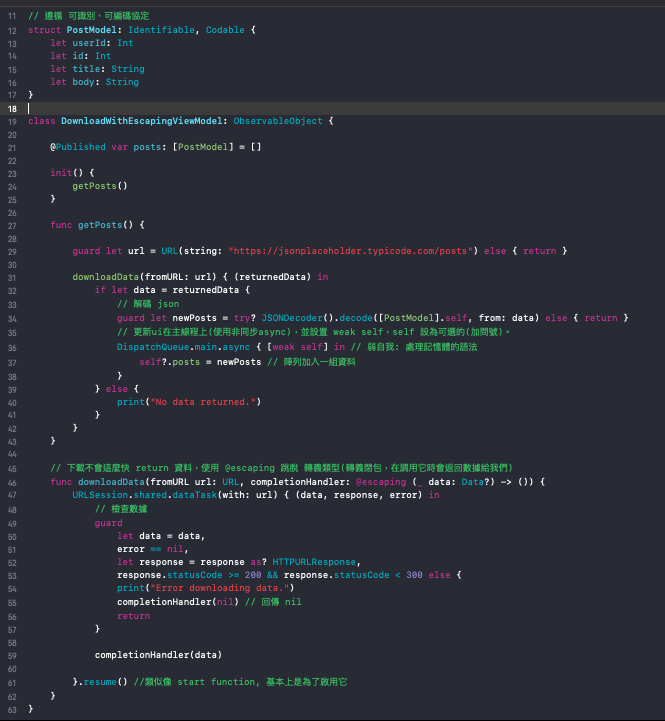 11 // 遵循 可識別、可編碼協定
12 struct PostModel: Identifiable, Codable {
13     let userId: Int
14     let id: Int
15     let title: String
16     let body: String
17 }
18
19 class DownloadWithEscapingViewModel: ObservableObject {
20
21     @Published var posts: [PostModel] = []
22
23     init() {
24         getPosts()
25     }
26
27     func getPosts() {
28
29         guard let url = URL(string: "https://jsonplaceholder.typicode.com/posts") else { return }
30
31         downloadData(fromURL: url) { (returnedData) in
32             if let data = returnedData {
33                 // 解碼 json
34                 guard let newPosts = try? JSONDecoder().decode([PostModel].self, from: data) else { return }
35                 // 更新ui在主線程上(使用非同步async)，並設置 weak self，self 設為可選的(加問號)。
36                 DispatchQueue.main.async { [weak self] in // 弱自我: 處理記憶體的語法
37                     self?.posts = newPosts // 陣列加入一組資料
38                 }
39             } else {
40                 print("No data returned.")
41             }
42         }
43     }
44
45     // 下載不會這麼快 return 資料，使用 @escaping 跳脫 轉義類型(轉義閉包，在調用它時會返回數據給我們)
46     func downloadData(fromURL url: URL, completionHandler: @escaping (_ data: Data?) -> ()) {
47         URLSession.shared.dataTask(with: url) { (data, response, error) in
48             // 檢查數據
49             guard
50                 let data = data,
51                 error == nil,
52                 let response = response as? HTTPURLResponse,
53                 response.statusCode >= 200 && response.statusCode < 300 else {
54                 print("Error downloading data.")
55                 completionHandler(nil) // 回傳 nil
56                 return
57             }
58
59             completionHandler(data)
60
61         }.resume() //類似像 start function, 基本上是為了啟用它
62     }
63 }